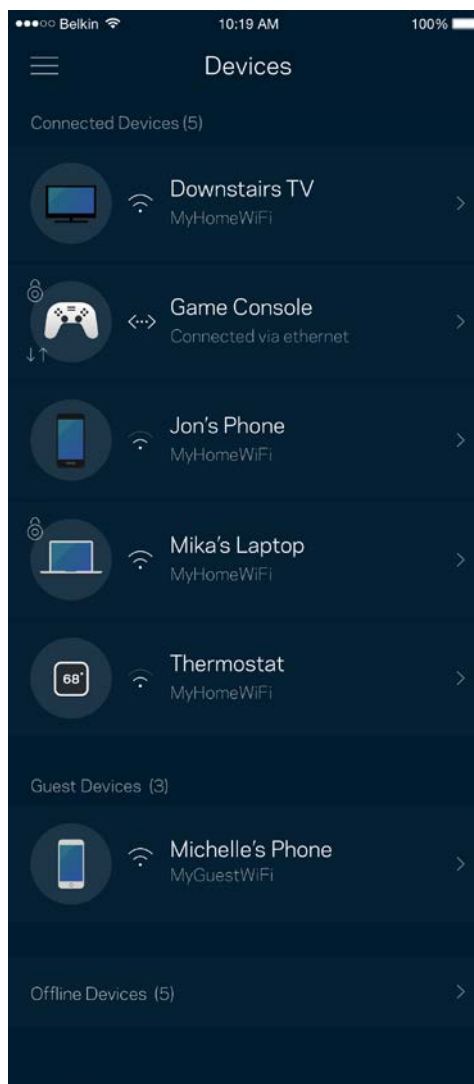 Belkin 10:19 AM 100%
Devices
Connected Devices (5)
Downstairs TV
MyHomeWiFi
Game Console
Connected via ethernet
Jon's Phone
MyHomeWiFi
Mika's Laptop
MyHomeWiFi
68°
Thermostat
MyHomeWiFi
Guest Devices (3)
Michelle's Phone
MyGuestWiFi
Offline Devices (5)